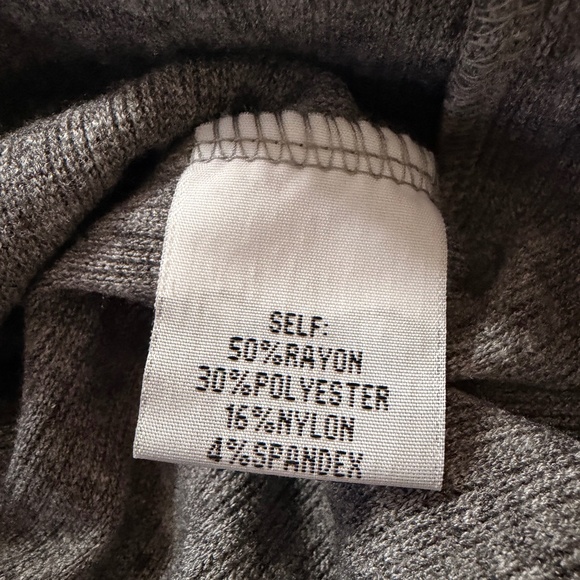 SELF:
50%RAYON
30%POLYESTER
16%NYLON
4%SPANDEX